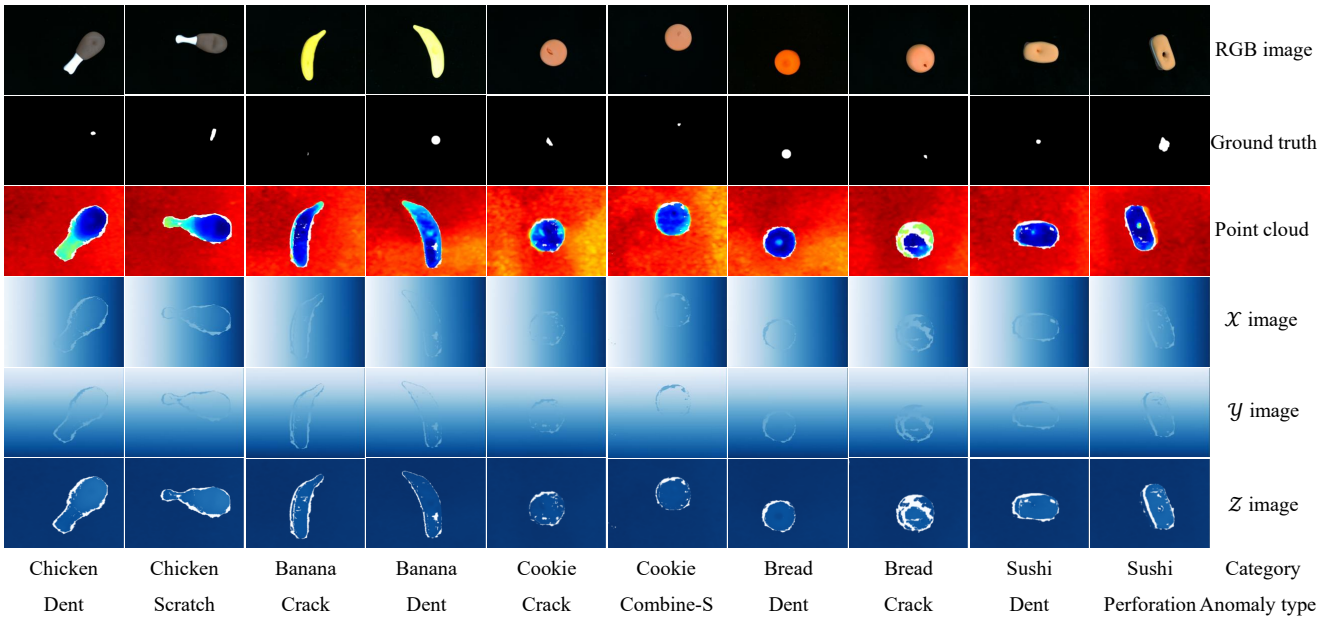 RGB image
Ground truth
Point cloud
𝒳 image
𝒴 image
𝒵 image
Chicken Chicken Banana Banana Cookie Cookie Bread Bread Sushi Sushi Category
Dent Scratch Crack Dent Crack Combine-S Dent Crack Dent Perforation Anomaly type